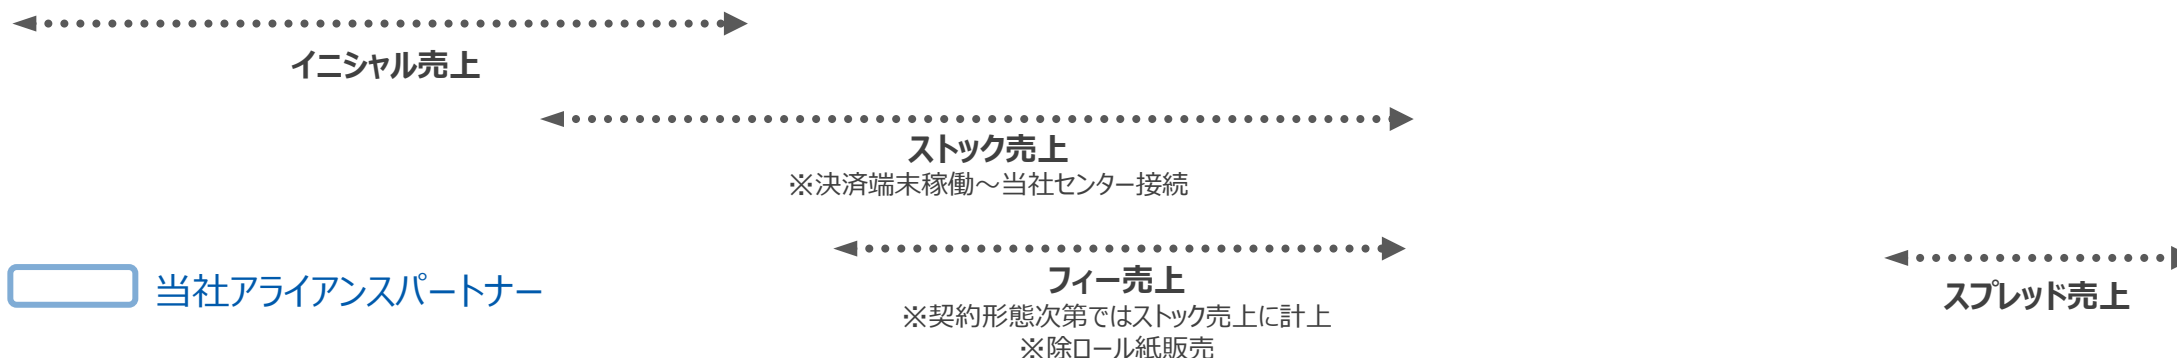 イニシャル売上
ストック売上
※決済端末稼働～当社センター接続
当社アライアンスパートナー
フィー売上
※契約形態次第ではストック売上に計上
※除ロール紙販売
スプレッド売上